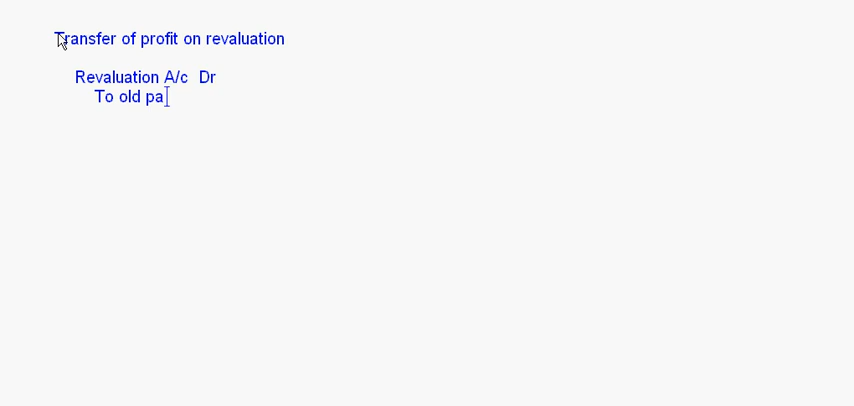 Transfer of profit on revaluation
Revaluation A/c Dr
To old pa